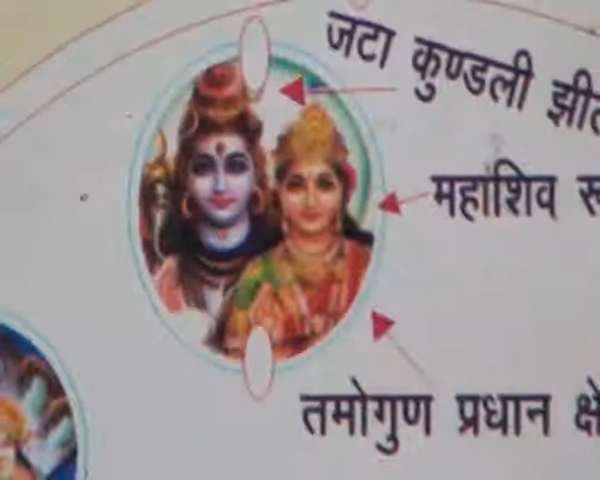 जटा कुण्डली
महाशिव
तमोगुण प्रधान